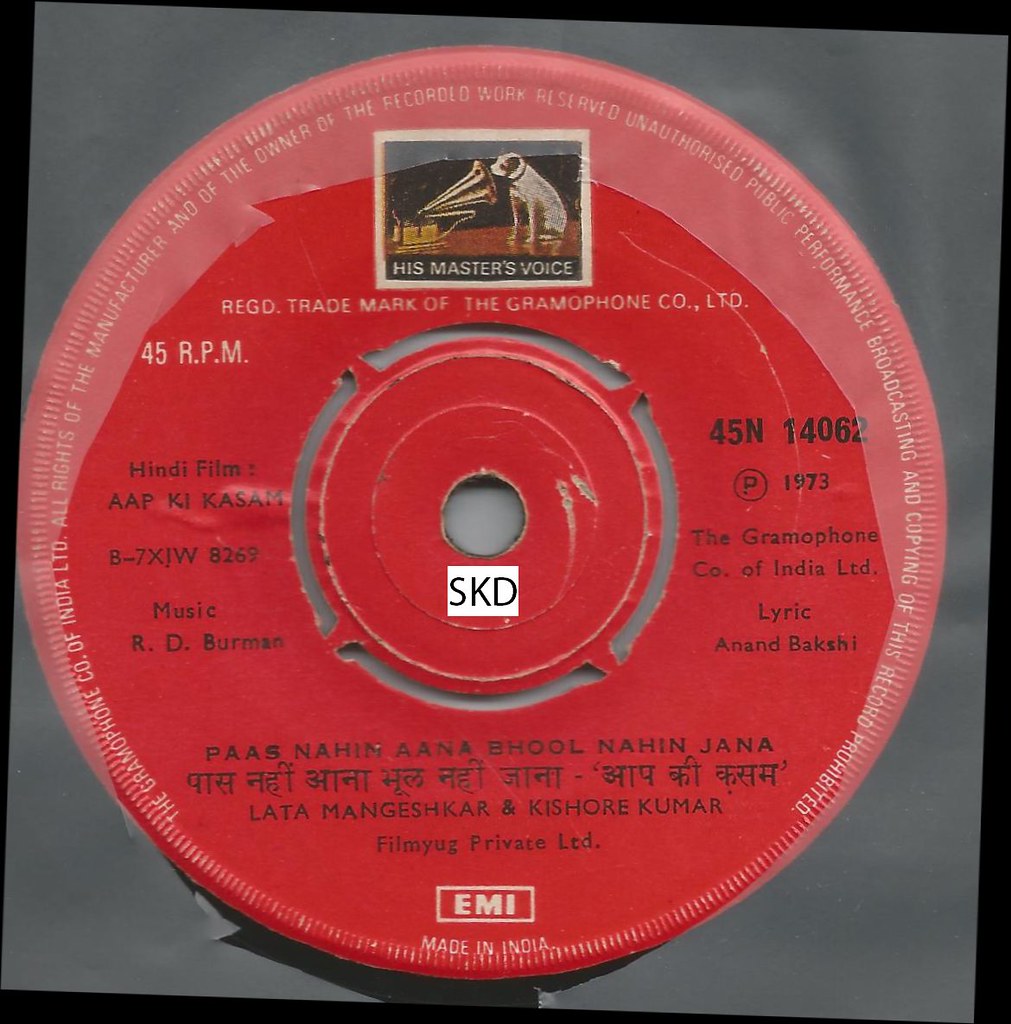 THE GRAMOPHONE CO. OF INDIA LTD. ALL RIGHTS OF THE MANUFACTURER AND OF THE OWNER OF THE RECORDED WORK RESERVED UNAUTHORISED PUBLIC PERFORMANCE BROADCASTING AND COPYING OF THIS RECORD PROHIBITED.
HIS MASTER'S VOICE
REGD. TRADE MARK OF THE GRAMOPHONE CO., LTD.
45 R.P.M.
45N 14062
Hindi Film :
AAP KI KASAM
Ⓟ 1973
B-7XIW 8269
The Gramophone
Co. of India Ltd.
Music
R. D. Burman
Lyric
Anand Bakshi
SKD
PAAS NAHIN AANA BHOOL NAHIN JANA
पास नहीं आना भूल नहीं जाना - 'आप की क़सम'
LATA MANGESHKAR & KISHORE KUMAR
Filmyug Private Ltd.
EMI
MADE IN INDIA